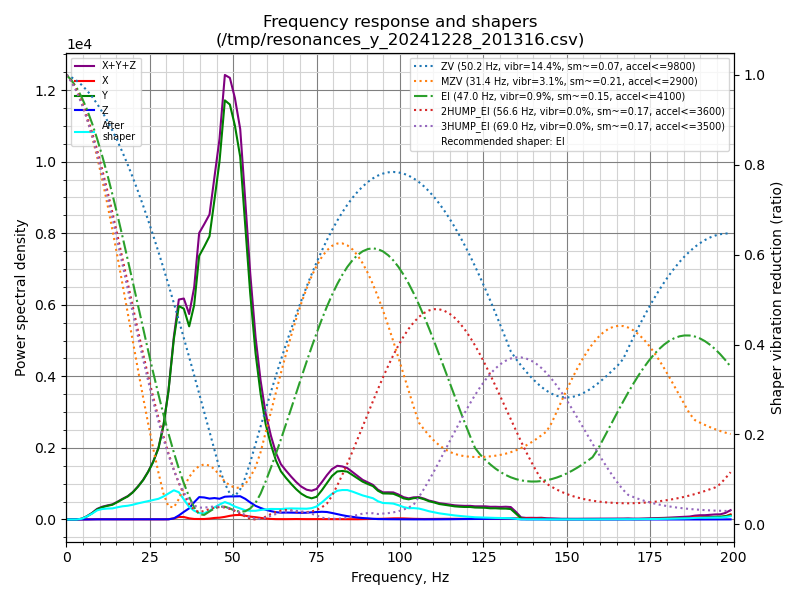 Frequency response and shapers
(/tmp/resonances_y_20241228_201316.csv)
1e4
X+Y+Z
X
Y
Z
After
shaper
ZV (50.2 Hz, vibr=14.4%, sm~=0.07, accel<=9800)
MZV (31.4 Hz, vibr=3.1%, sm~=0.21, accel<=2900)
EI (47.0 Hz, vibr=0.9%, sm~=0.15, accel<=4100)
2HUMP_EI (56.6 Hz, vibr=0.0%, sm~=0.17, accel<=3600)
3HUMP_EI (69.0 Hz, vibr=0.0%, sm~=0.17, accel<=3500)
Recommended shaper: EI
1.2
1.0
0.8
0.6
0.4
0.2
0.0
Power spectral density
1.0
0.8
0.6
0.4
0.2
0.0
Shaper vibration reduction (ratio)
0 25 50 75 100 125 150 175 200
Frequency, Hz